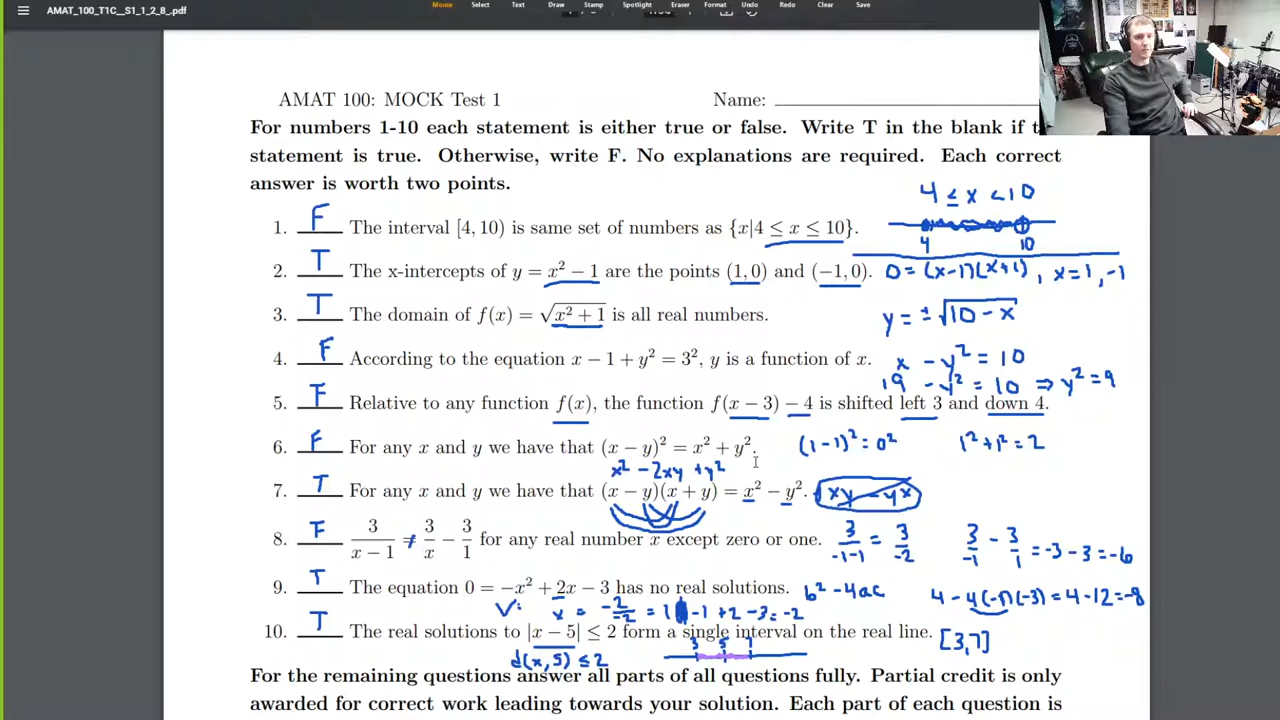 AMAT_100_T1C__S1_1_2_8_.pdf
Mouse Select Text Draw Stamp Spotlight Eraser Format Undo Redo Clear Save
AMAT 100: MOCK Test 1 Name:
For numbers 1-10 each statement is either true or false. Write T in the blank if t
statement is true. Otherwise, write F. No explanations are required. Each correct
answer is worth two points.
4 ≤ x < 10
1. F The interval [4, 10) is same set of numbers as {x|4 ≤ x ≤ 10}.
4 10
2. T The x-intercepts of y = x² − 1 are the points (1, 0) and (−1, 0). 0 = (x-1)(x+1), x = 1, -1
3. T The domain of f(x) = √(x² + 1) is all real numbers. y = ± √(10 - x)
4. F According to the equation x − 1 + y² = 3², y is a function of x. x - y² = 10
19 - y² = 10 ⇒ y² = 9
5. F Relative to any function f(x), the function f(x − 3) − 4 is shifted left 3 and down 4.
6. F For any x and y we have that (x − y)² = x² + y². (1-1)² = 0² 1² + 1² = 2
x² - 2xy + y²
7. T For any x and y we have that (x − y)(x + y) = x² − y². xy - yx
8. F 3/(x − 1) ≠ 3/x − 3/1 for any real number x except zero or one. 3/(-1-1) = 3/-2 3/-1 - 3/1 = -3 - 3 = -6
9. T The equation 0 = −x² + 2x − 3 has no real solutions. b² - 4ac 4 - 4(-1)(-3) = 4 - 12 = -8
V: x = -2/-2 = 1 -1 + 2 - 3 = -2
10. T The real solutions to |x − 5| ≤ 2 form a single interval on the real line. [3,7]
3 5 7
d(x, 5) ≤ 2
For the remaining questions answer all parts of all questions fully. Partial credit is only
awarded for correct work leading towards your solution. Each part of each question is